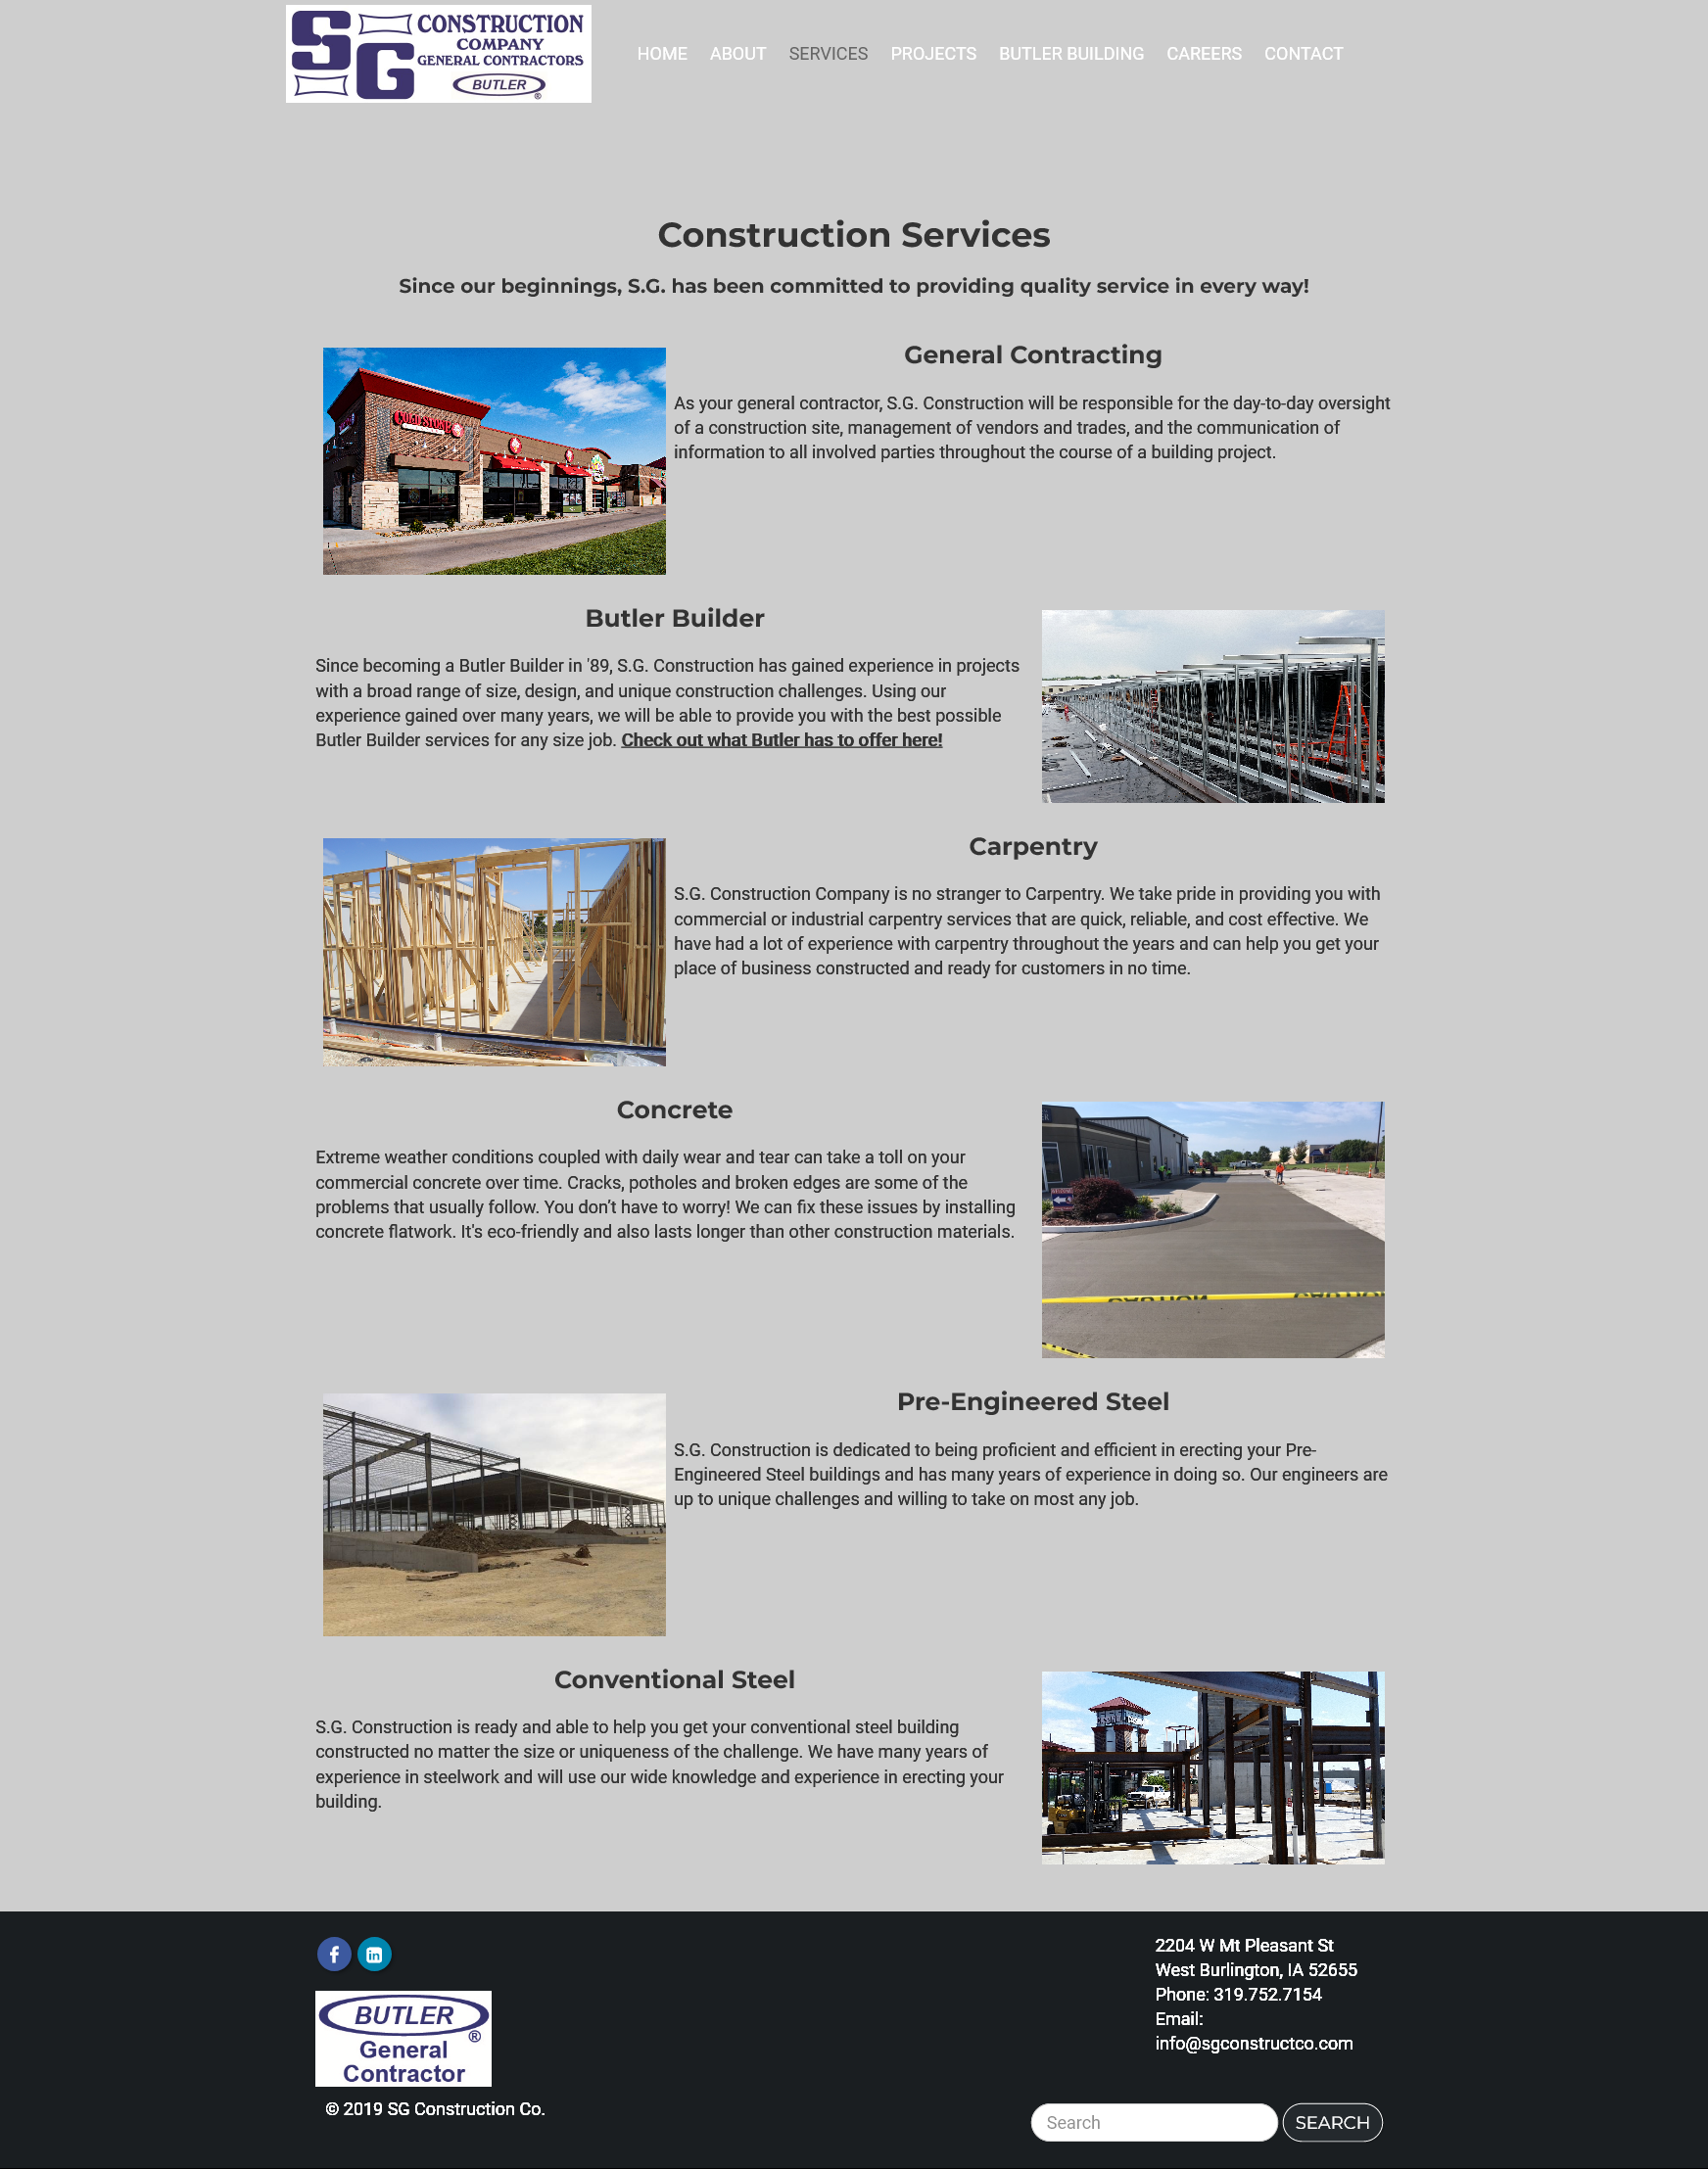 SG CONSTRUCTION
COMPANY
GENERAL CONTRACTORS
BUTLER ®
HOME ABOUT SERVICES PROJECTS BUTLER BUILDING CAREERS CONTACT
Construction Services
Since our beginnings, S.G. has been committed to providing quality service in every way!
COLD STONE
General Contracting
As your general contractor, S.G. Construction will be responsible for the day-to-day oversight
of a construction site, management of vendors and trades, and the communication of
information to all involved parties throughout the course of a building project.
Butler Builder
Since becoming a Butler Builder in '89, S.G. Construction has gained experience in projects
with a broad range of size, design, and unique construction challenges. Using our
experience gained over many years, we will be able to provide you with the best possible
Butler Builder services for any size job. Check out what Butler has to offer here!
Carpentry
S.G. Construction Company is no stranger to Carpentry. We take pride in providing you with
commercial or industrial carpentry services that are quick, reliable, and cost effective. We
have had a lot of experience with carpentry throughout the years and can help you get your
place of business constructed and ready for customers in no time.
Concrete
Extreme weather conditions coupled with daily wear and tear can take a toll on your
commercial concrete over time. Cracks, potholes and broken edges are some of the
problems that usually follow. You don’t have to worry! We can fix these issues by installing
concrete flatwork. It's eco-friendly and also lasts longer than other construction materials.
CAUTION
CAUTION
Pre-Engineered Steel
S.G. Construction is dedicated to being proficient and efficient in erecting your Pre-
Engineered Steel buildings and has many years of experience in doing so. Our engineers are
up to unique challenges and willing to take on most any job.
Conventional Steel
S.G. Construction is ready and able to help you get your conventional steel building
constructed no matter the size or uniqueness of the challenge. We have many years of
experience in steelwork and will use our wide knowledge and experience in erecting your
building.
BUTLER ®
General
Contractor
© 2019 SG Construction Co.
2204 W Mt Pleasant St
West Burlington, IA 52655
Phone: 319.752.7154
Email:
info@sgconstructco.com
Search SEARCH